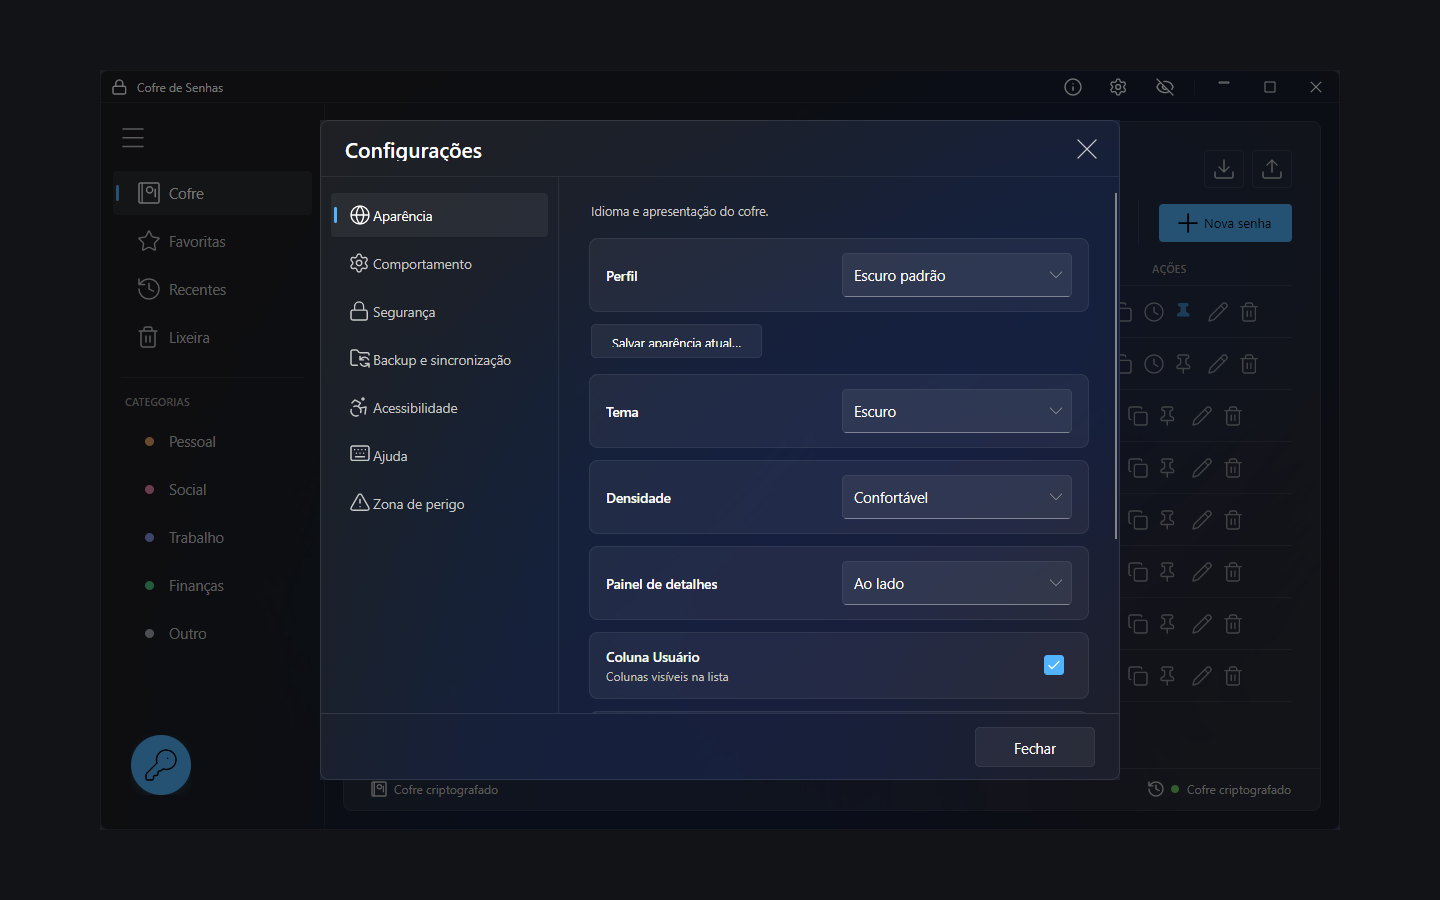 Cofre de Senhas
Cofre
Favoritas
Recentes
Lixeira
CATEGORIAS
Pessoal
Social
Trabalho
Finanças
Outro
Configurações
Aparência
Comportamento
Segurança
Backup e sincronização
Acessibilidade
Ajuda
Zona de perigo
Idioma e apresentação do cofre.
Perfil
Escuro padrão
Salvar aparência atual...
Tema
Escuro
Densidade
Confortável
Painel de detalhes
Ao lado
Coluna Usuário
Colunas visíveis na lista
Fechar
Nova senha
AÇÕES
Cofre criptografado
Cofre criptografado